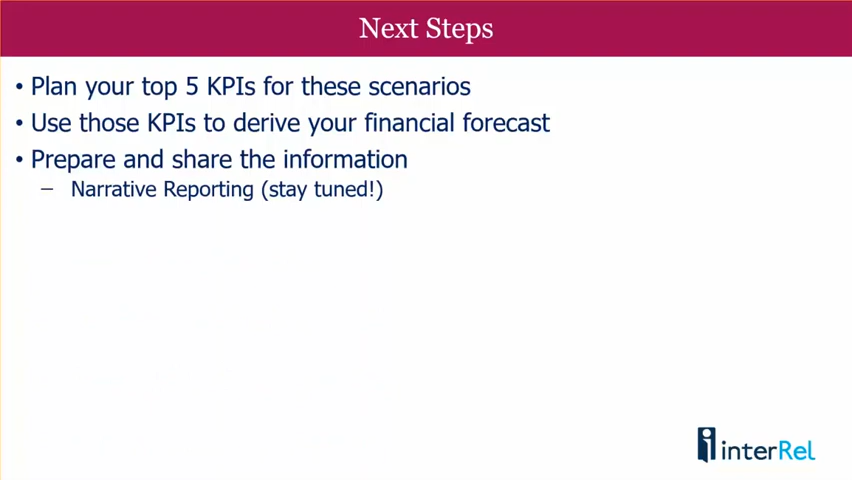 Next Steps
• Plan your top 5 KPIs for these scenarios
• Use those KPIs to derive your financial forecast
• Prepare and share the information
– Narrative Reporting (stay tuned!)
interRel